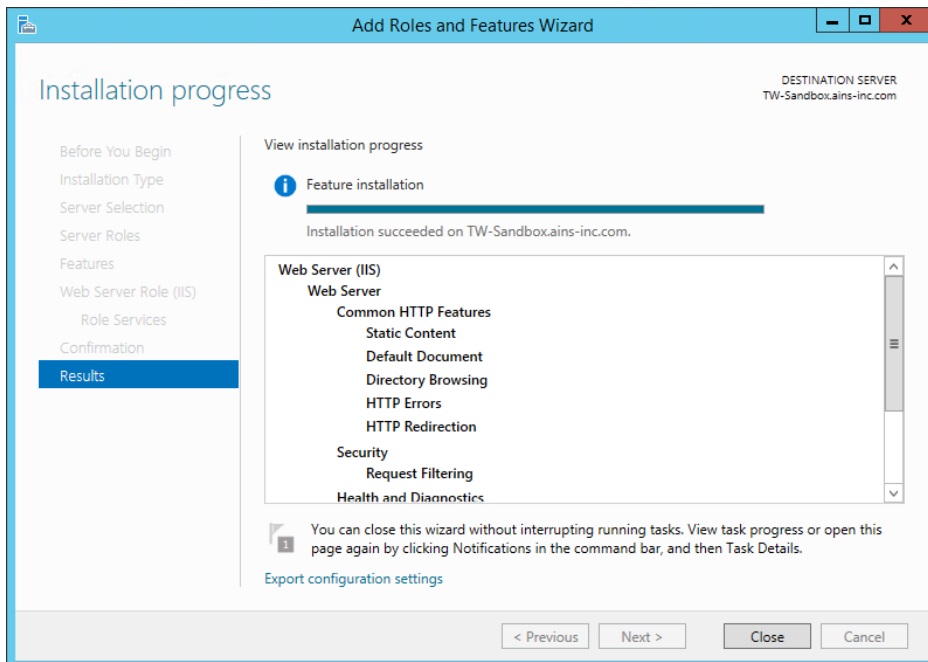 Add Roles and Features Wizard
Installation progress
DESTINATION SERVER
TW-Sandbox.ains-inc.com
Before You Begin
Installation Type
Server Selection
Server Roles
Features
Web Server Role (IIS)
Role Services
Confirmation
Results
View installation progress
Feature installation
Installation succeeded on TW-Sandbox.ains-inc.com.
Web Server (IIS)
Web Server
Common HTTP Features
Static Content
Default Document
Directory Browsing
HTTP Errors
HTTP Redirection
Security
Request Filtering
Health and Diagnostics
1
You can close this wizard without interrupting running tasks. View task progress or open this
page again by clicking Notifications in the command bar, and then Task Details.
Export configuration settings
< Previous
Next >
Close
Cancel